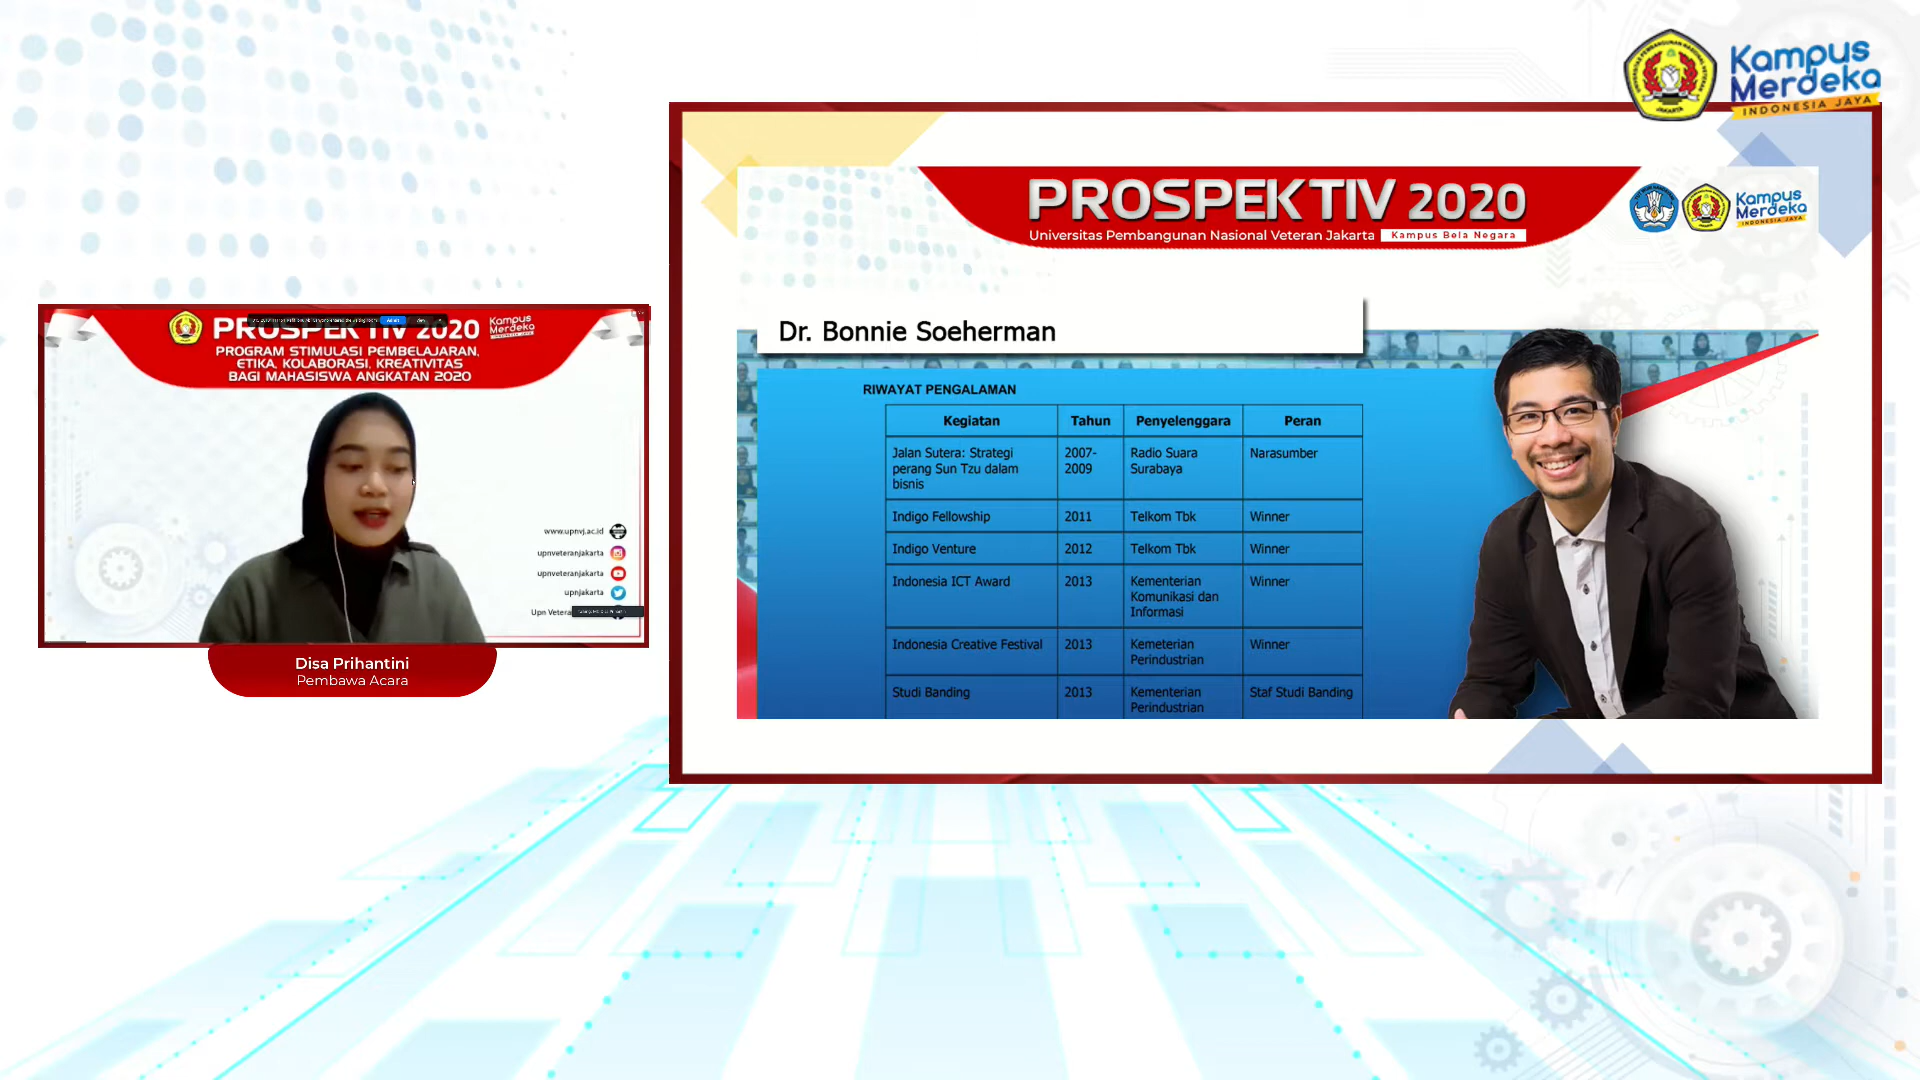 Kampus
Merdeka
INDONESIA JAYA
PROSPEKTIV 2020
Universitas Pembangunan Nasional Veteran Jakarta Kampus Bela Negara
Kampus
Merdeka
INDONESIA JAYA
Dr. Bonnie Soeherman
RIWAYAT PENGALAMAN
Kegiatan Tahun Penyelenggara Peran
Jalan Sutera: Strategi perang Sun Tzu dalam bisnis 2007-2009 Radio Suara Surabaya Narasumber
Indigo Fellowship 2011 Telkom Tbk Winner
Indigo Venture 2012 Telkom Tbk Winner
Indonesia ICT Award 2013 Kementerian Komunikasi dan Informasi Winner
Indonesia Creative Festival 2013 Kemeterian Perindustrian Winner
Studi Banding 2013 Kementerian Perindustrian Staf Studi Banding
PROSPEKTIV 2020
Kampus
Merdeka
PROGRAM STIMULASI PEMBELAJARAN,
ETIKA, KOLABORASI, KREATIVITAS
BAGI MAHASISWA ANGKATAN 2020
www.upnvj.ac.id
upnveteranjakarta
upnveteranjakarta
upnjakarta
Upn Vetera
Disa Prihantini
Pembawa Acara